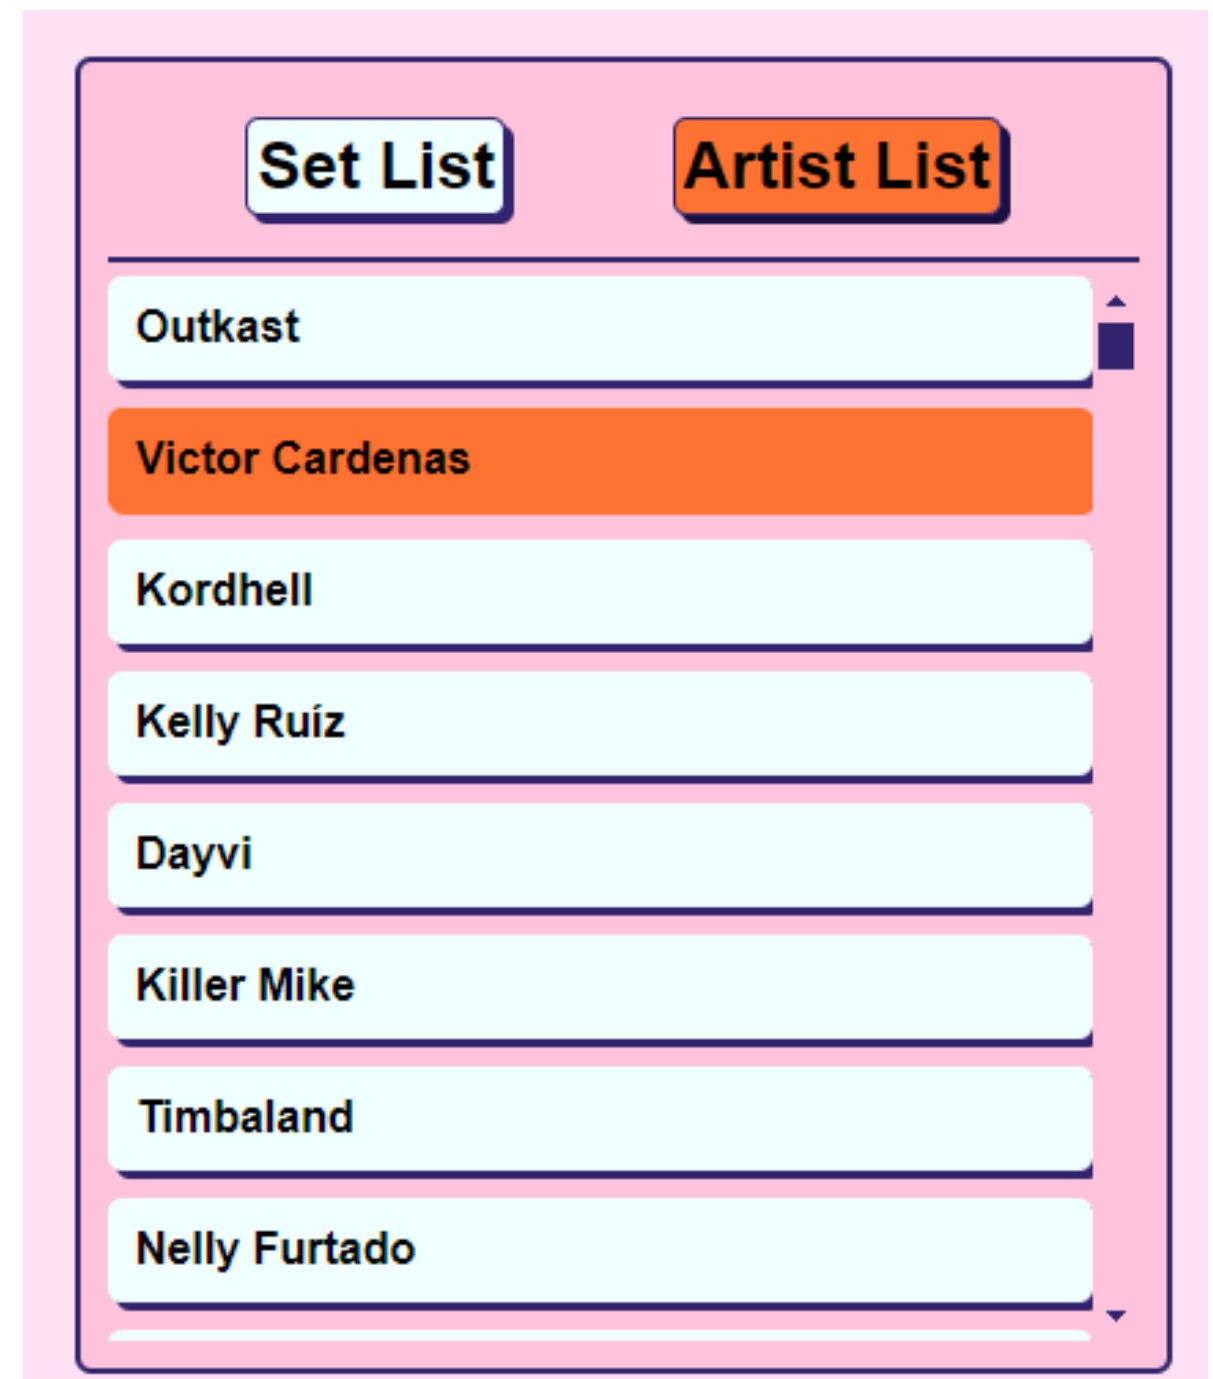 Set List Artist List
Outkast
Victor Cardenas
Kordhell
Kelly Ruíz
Dayvi
Killer Mike
Timbaland
Nelly Furtado